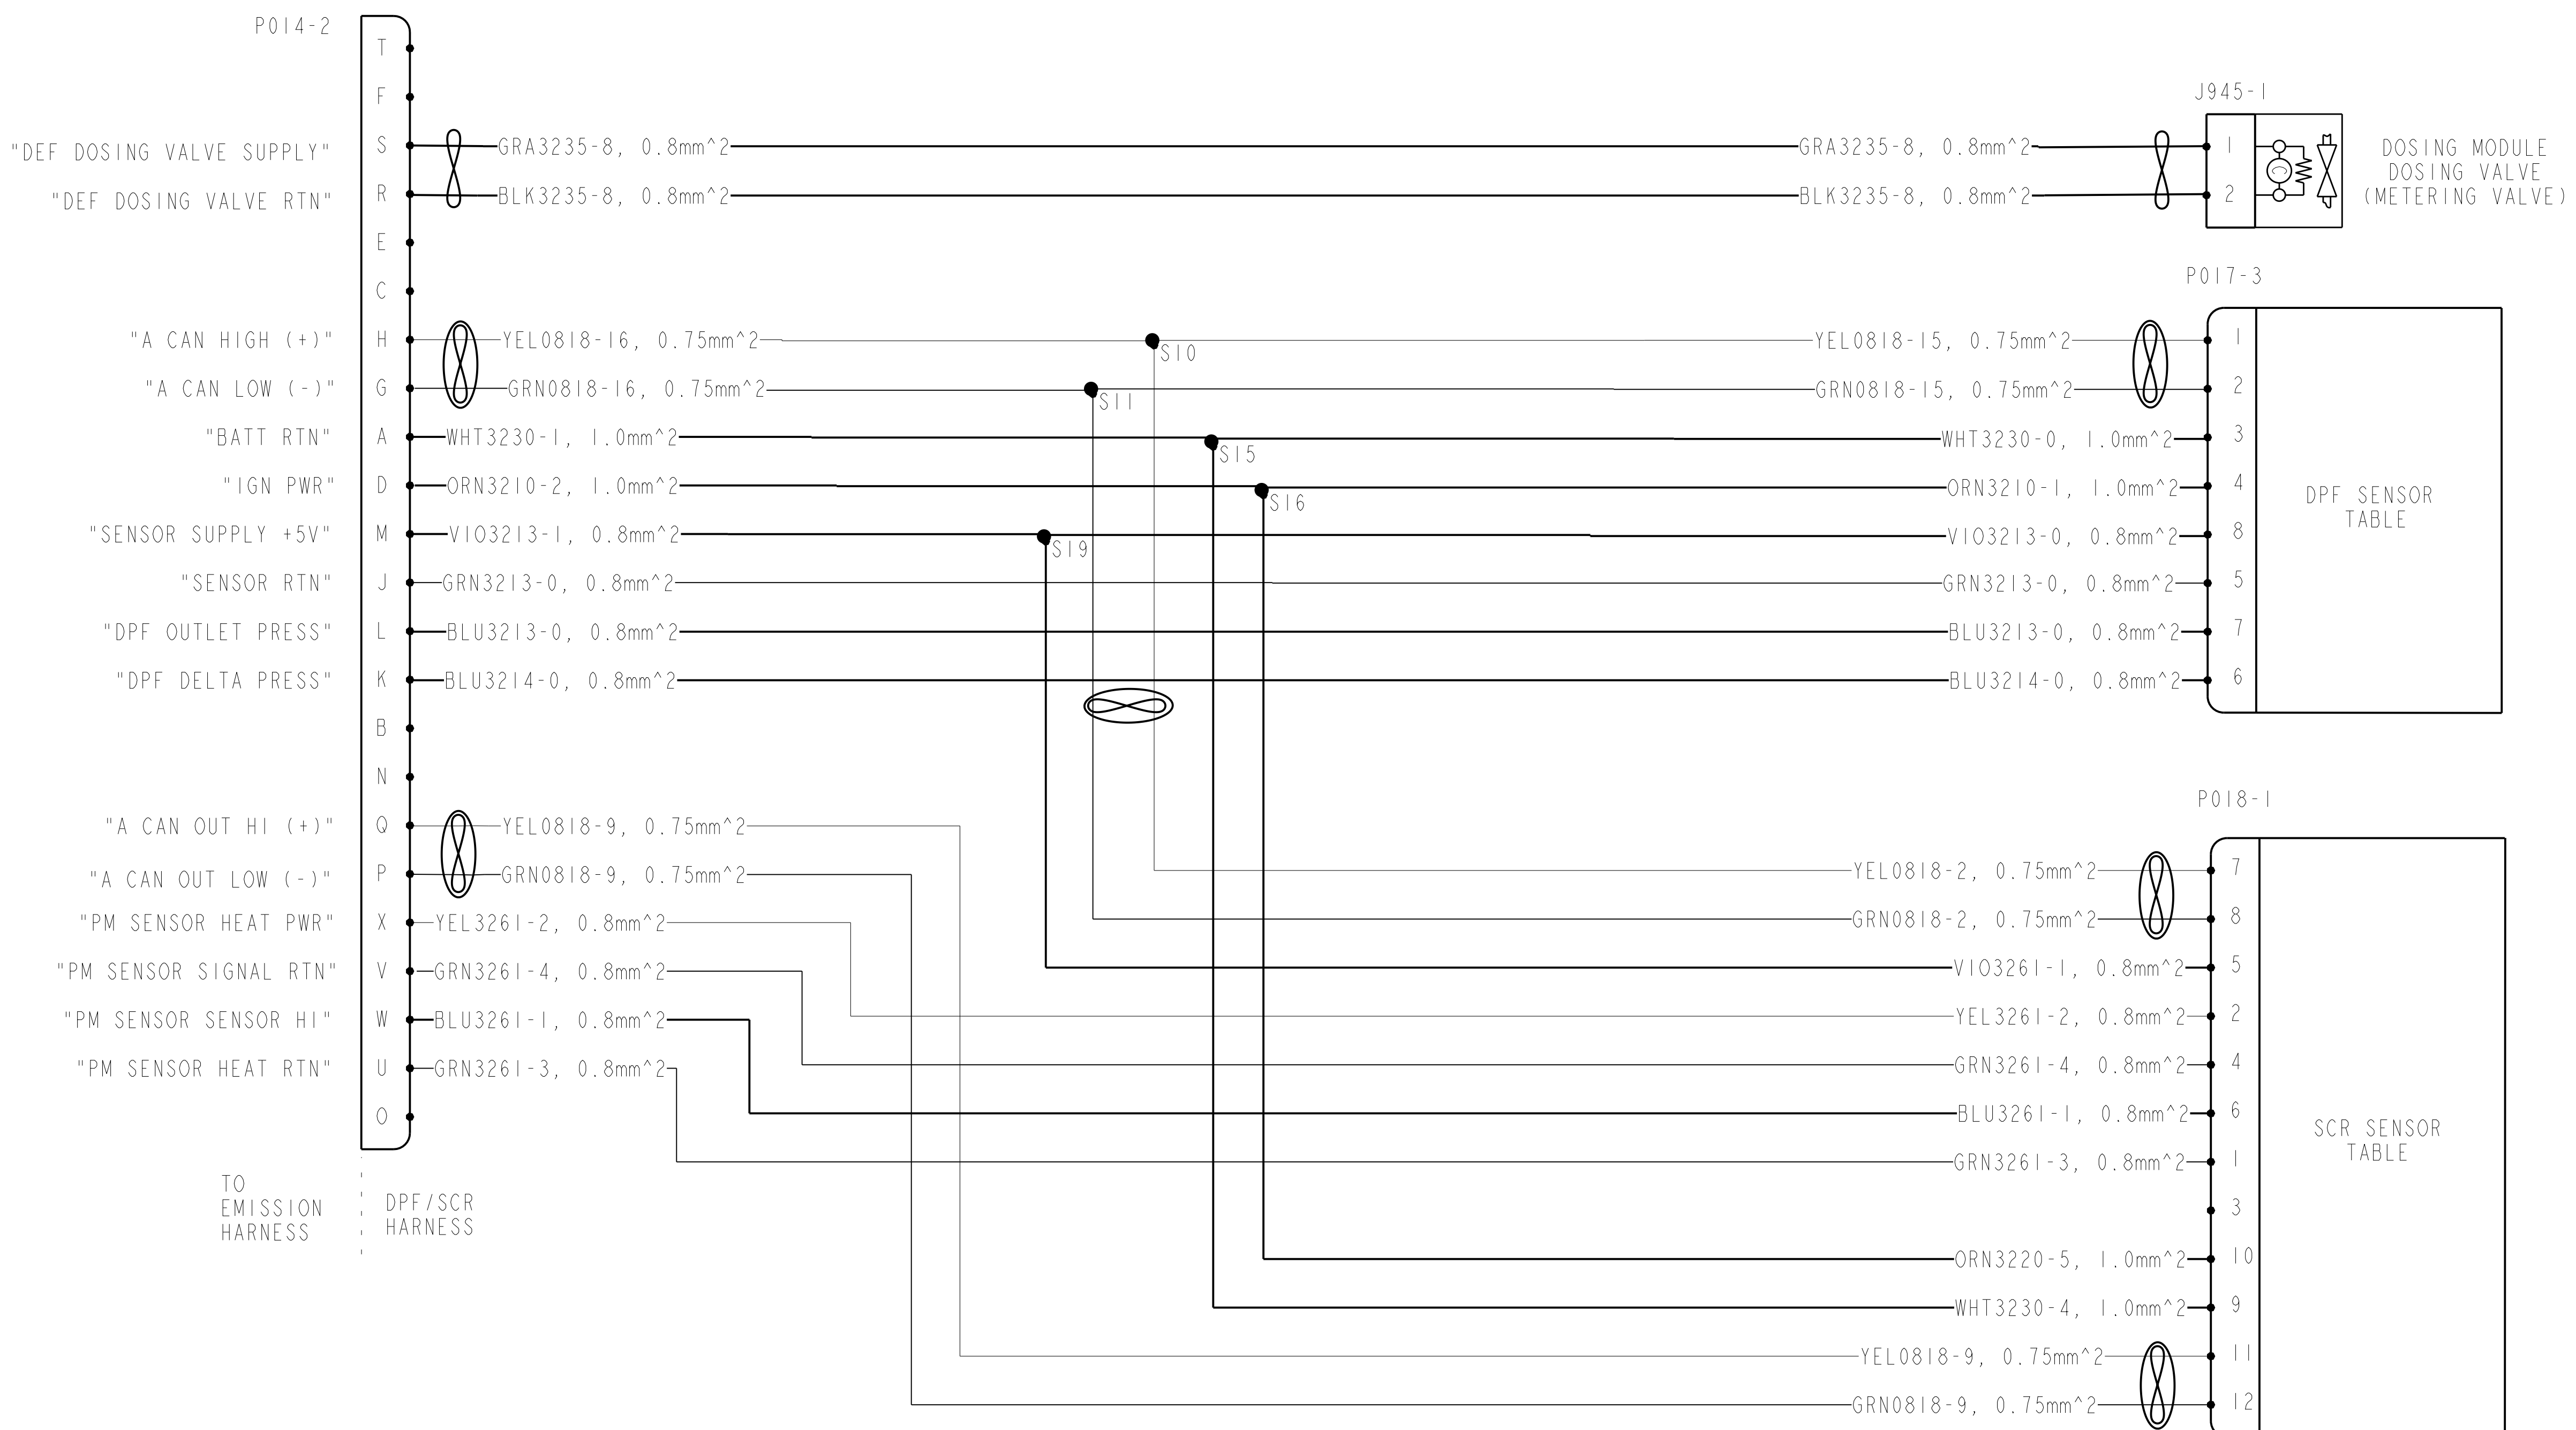 P014-2
T
F
"DEF DOSING VALVE SUPPLY" S GRA3235-8, 0.8mm^2 GRA3235-8, 0.8mm^2
"DEF DOSING VALVE RTN" R BLK3235-8, 0.8mm^2 BLK3235-8, 0.8mm^2
J945-1
1
2
C
DOSING MODULE
DOSING VALVE
(METERING VALVE)
E
C
P017-3
"A CAN HIGH (+)" H YEL0818-16, 0.75mm^2 S10 YEL0818-15, 0.75mm^2 1
"A CAN LOW (-)" G GRN0818-16, 0.75mm^2 S11 GRN0818-15, 0.75mm^2 2
"BATT RTN" A WHT3230-1, 1.0mm^2 S15 WHT3230-0, 1.0mm^2 3
"IGN PWR" D ORN3210-2, 1.0mm^2 S16 ORN3210-1, 1.0mm^2 4
"SENSOR SUPPLY +5V" M VIO3213-1, 0.8mm^2 S19 VIO3213-0, 0.8mm^2 8
"SENSOR RTN" J GRN3213-0, 0.8mm^2 GRN3213-0, 0.8mm^2 5
"DPF OUTLET PRESS" L BLU3213-0, 0.8mm^2 BLU3213-0, 0.8mm^2 7
"DPF DELTA PRESS" K BLU3214-0, 0.8mm^2 BLU3214-0, 0.8mm^2 6
DPF SENSOR
TABLE
B
N
P018-1
"A CAN OUT HI (+)" Q YEL0818-9, 0.75mm^2
"A CAN OUT LOW (-)" P GRN0818-9, 0.75mm^2
"PM SENSOR HEAT PWR" X YEL3261-2, 0.8mm^2
"PM SENSOR SIGNAL RTN" V GRN3261-4, 0.8mm^2
"PM SENSOR SENSOR HI" W BLU3261-1, 0.8mm^2
"PM SENSOR HEAT RTN" U GRN3261-3, 0.8mm^2
O
YEL0818-2, 0.75mm^2 7
GRN0818-2, 0.75mm^2 8
VIO3261-1, 0.8mm^2 5
YEL3261-2, 0.8mm^2 2
GRN3261-4, 0.8mm^2 4
BLU3261-1, 0.8mm^2 6
GRN3261-3, 0.8mm^2 1
3
ORN3220-5, 1.0mm^2 10
WHT3230-4, 1.0mm^2 9
YEL0818-9, 0.75mm^2 11
GRN0818-9, 0.75mm^2 12
SCR SENSOR
TABLE
TO
EMISSION
HARNESS
DPF/SCR
HARNESS